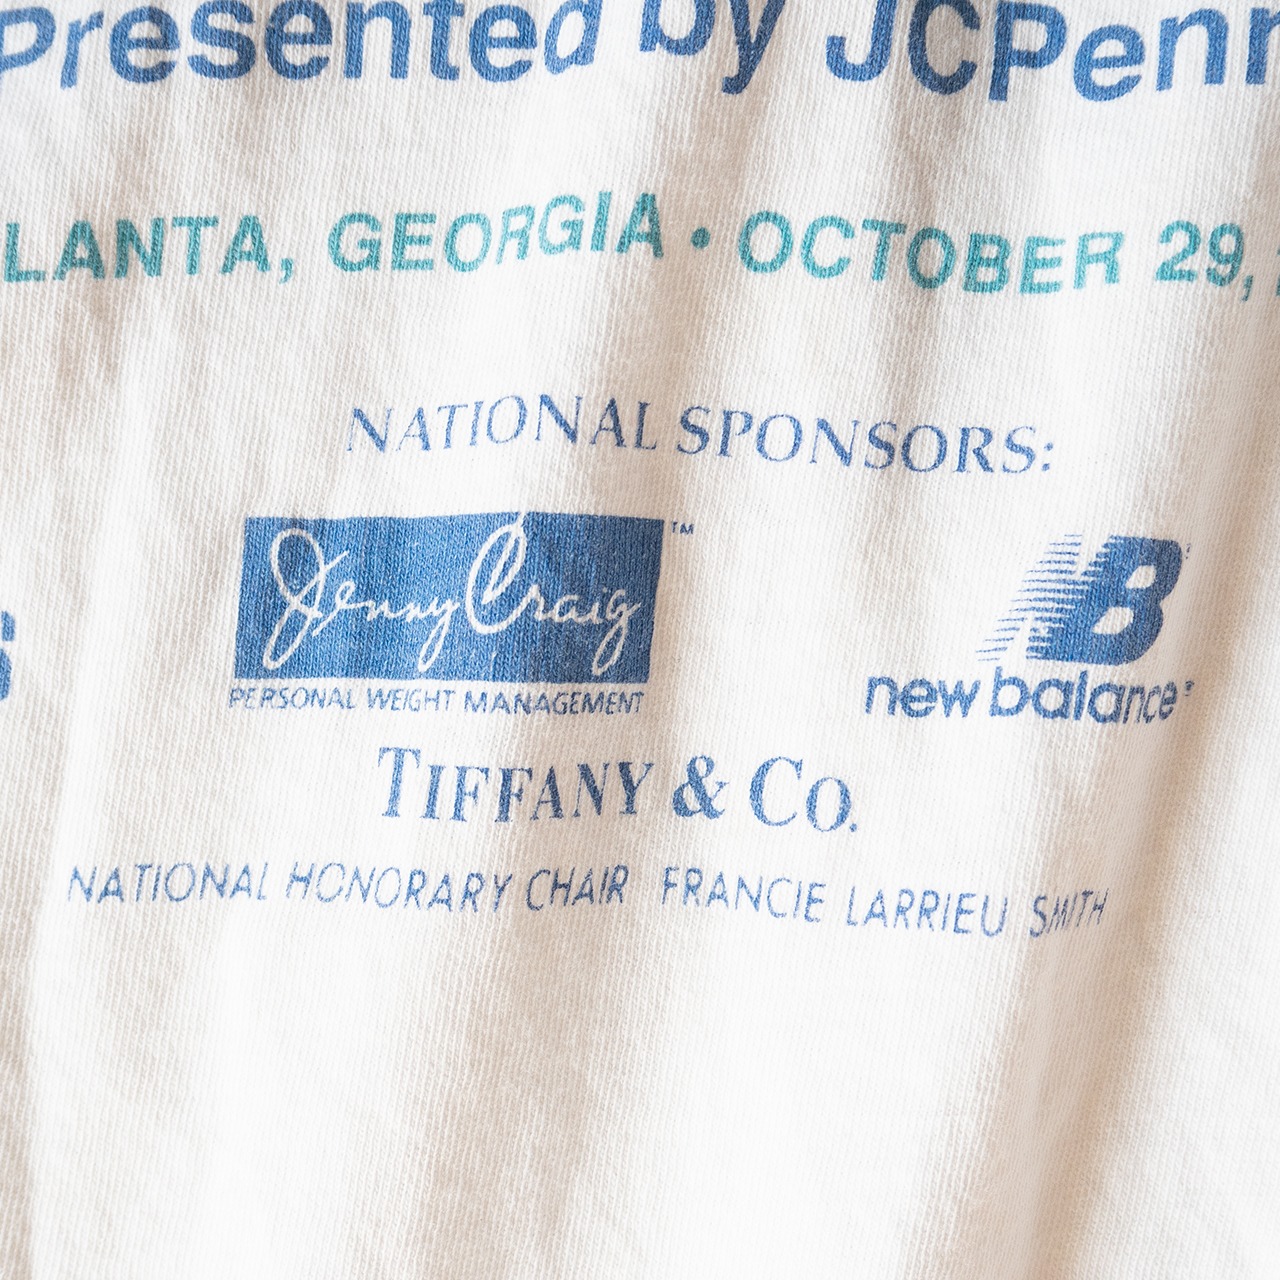 Presented by JCPenn
LANTA, GEORGIA • OCTOBER 29,
NATIONAL SPONSORS:
Jenny Craig™
PERSONAL WEIGHT MANAGEMENT
NB
new balance
TIFFANY & CO.
NATIONAL HONORARY CHAIR FRANCIE LARRIEU SMITH